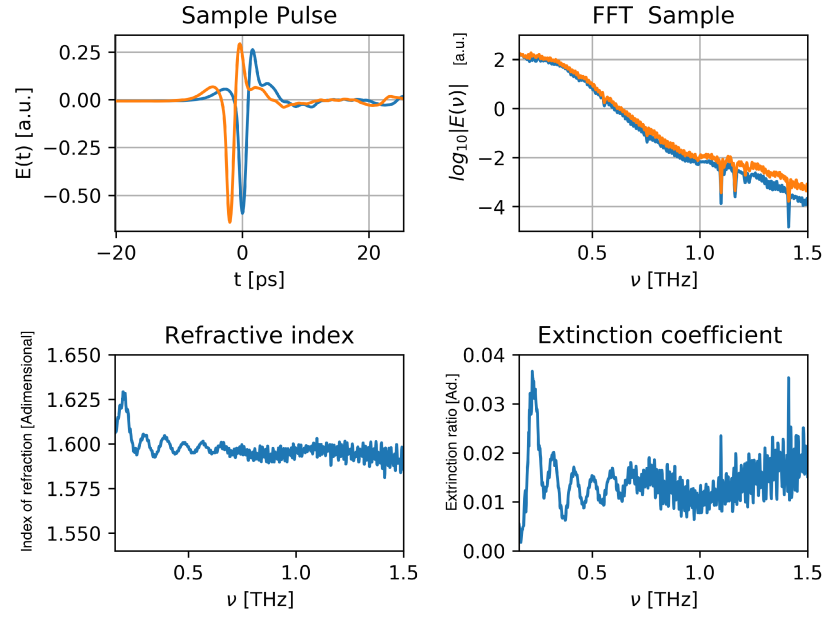 Sample Pulse
E(t) [a.u.]
0.25
0.00
−0.25
−0.50
−20
0
20
t [ps]
FFT  Sample
log10|E(ν)|   [a.u.]
2
0
−2
−4
0.5
1.0
1.5
ν [THz]
Refractive index
Index of refraction [Adimensional]
1.650
1.625
1.600
1.575
1.550
0.5
1.0
1.5
ν [THz]
Extinction coefficient
Extrinction ratio [Ad.]
0.04
0.03
0.02
0.01
0.00
0.5
1.0
1.5
ν [THz]